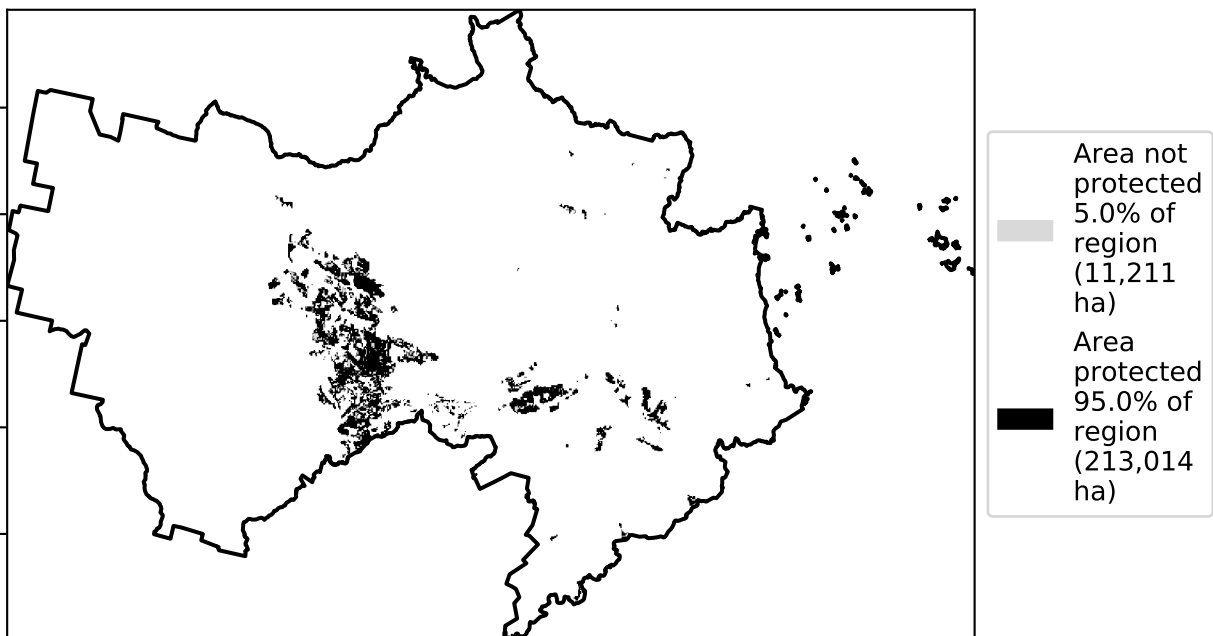 Area not
protected
5.0% of
region
(11,211
ha)
Area
protected
95.0% of
region
(213,014
ha)